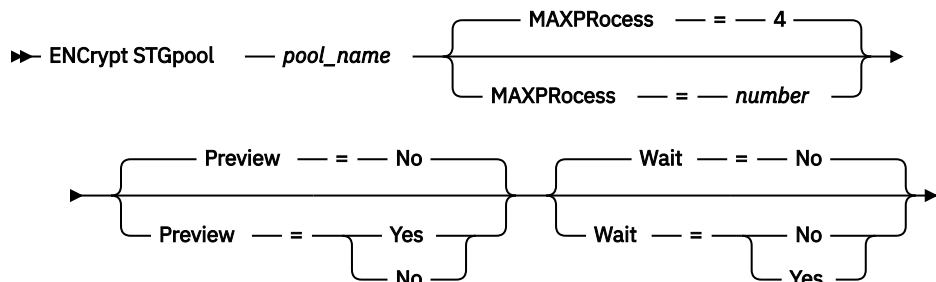 MAXPRocess = 4
ENCrypt STGpool pool_name
MAXPRocess = number
Preview = No
Wait = No
Preview = Yes
No
Wait = No
Yes